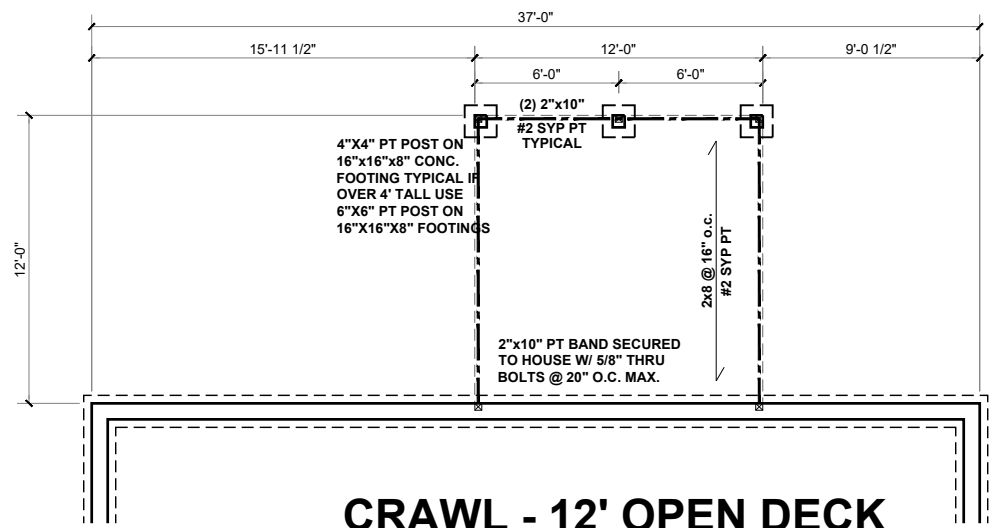 37'-0"
15'-11 1/2"
12'-0"
9'-0 1/2"
6'-0"
6'-0"
(2) 2"x10"
#2 SYP PT
TYPICAL
4"X4" PT POST ON
16"x16"x8" CONC.
FOOTING TYPICAL IF
OVER 4' TALL USE
6"X6" PT POST ON
16"X16"X8" FOOTINGS
12'-0"
2x8 @ 16" o.c.
#2 SYP PT
2"x10" PT BAND SECURED
TO HOUSE W/ 5/8" THRU
BOLTS @ 20" O.C. MAX.
CRAWL - 12' OPEN DECK